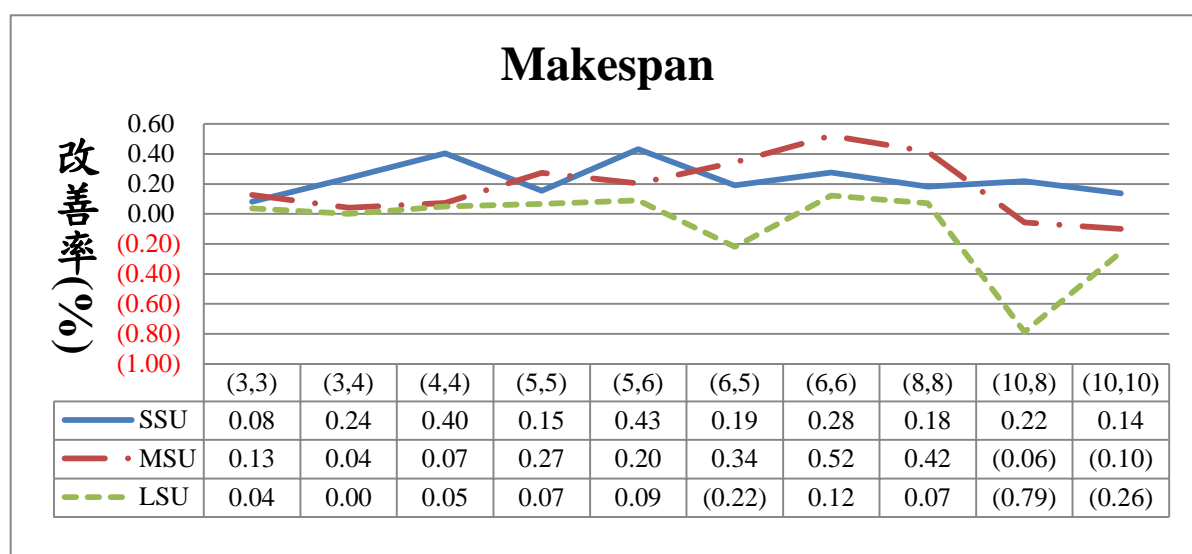 Makespan
改善率(%)
0.60
0.40
0.20
0.00
(0.20)
(0.40)
(0.60)
(0.80)
(1.00)
(3,3) (3,4) (4,4) (5,5) (5,6) (6,5) (6,6) (8,8) (10,8) (10,10)
SSU 0.08 0.24 0.40 0.15 0.43 0.19 0.28 0.18 0.22 0.14
MSU 0.13 0.04 0.07 0.27 0.20 0.34 0.52 0.42 (0.06) (0.10)
LSU 0.04 0.00 0.05 0.07 0.09 (0.22) 0.12 0.07 (0.79) (0.26)